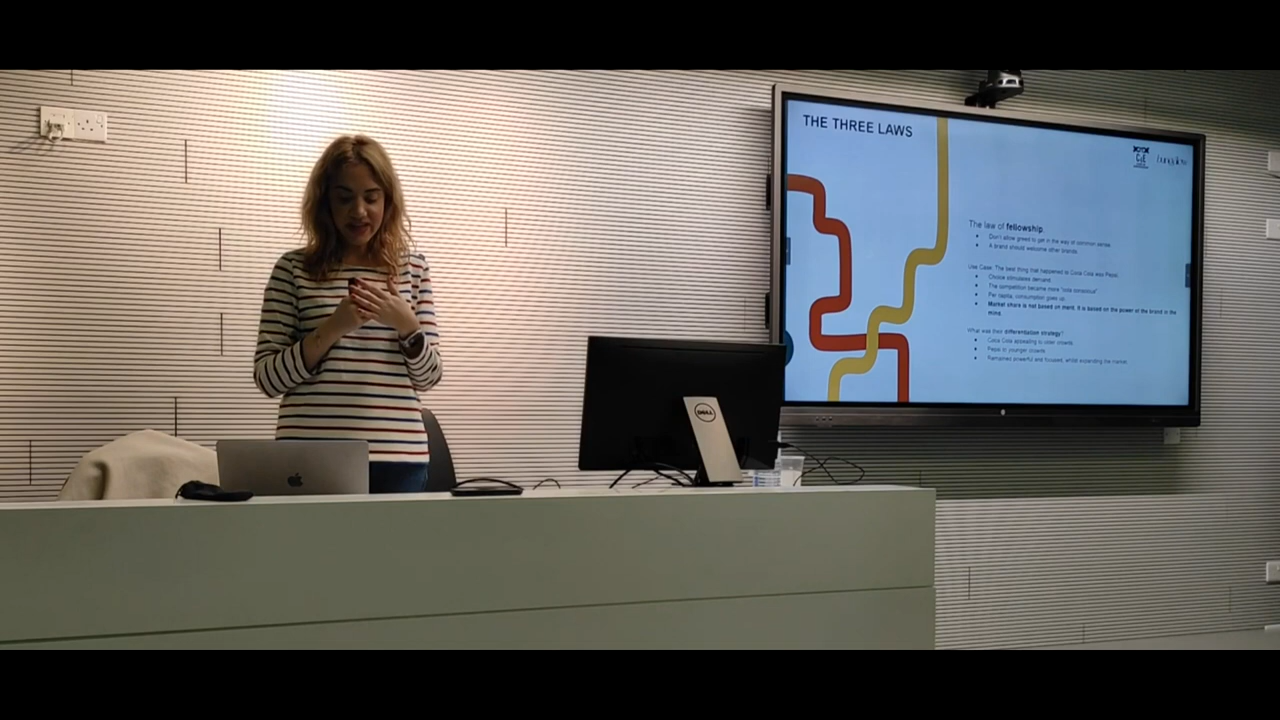 THE THREE LAWS
C&E
bungalow
The law of fellowship.
Don't allow greed to get in the way of common sense.
A brand should welcome other brands.
Use Case: The best thing that happened to Coca Cola was Pepsi.
Choice stimulates demand
The competition became more "cola conscious"
Per capita, consumption goes up
Market share is not based on merit. It is based on the power of the brand in the
mind.
What was their differentiation strategy?
Coca Cola appealing to older crowds
Pepsi to younger crowds
Remained powerful and focused, whilst expanding the market.
DELL